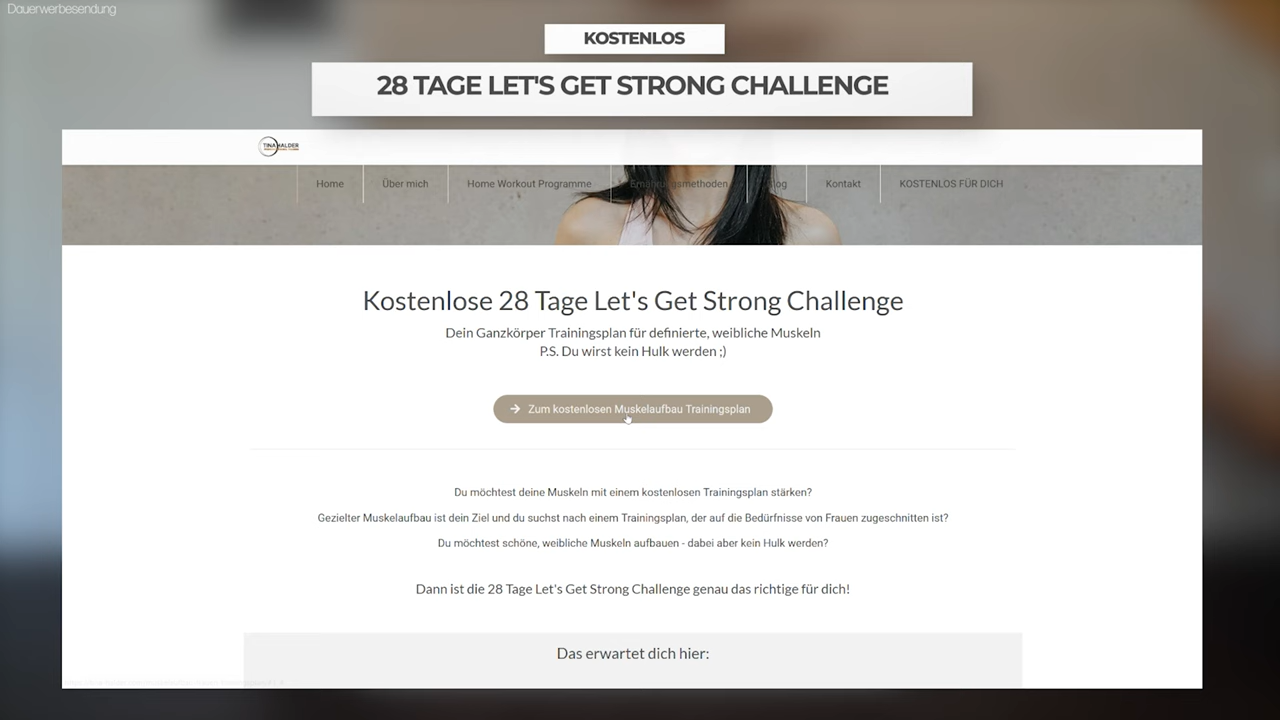 Dauerwerbesendung
KOSTENLOS
28 TAGE LET'S GET STRONG CHALLENGE
TINA HALDER
Home
Über mich
Home Workout Programme
Ernährungsmethoden
Blog
Kontakt
KOSTENLOS FÜR DICH
Kostenlose 28 Tage Let's Get Strong Challenge
Dein Ganzkörper Trainingsplan für definierte, weibliche Muskeln
P.S. Du wirst kein Hulk werden ;)
Zum kostenlosen Muskelaufbau Trainingsplan
Du möchtest deine Muskeln mit einem kostenlosen Trainingsplan stärken?
Gezielter Muskelaufbau ist dein Ziel und du suchst nach einem Trainingsplan, der auf die Bedürfnisse von Frauen zugeschnitten ist?
Du möchtest schöne, weibliche Muskeln aufbauen - dabei aber kein Hulk werden?
Dann ist die 28 Tage Let's Get Strong Challenge genau das richtige für dich!
Das erwartet dich hier: